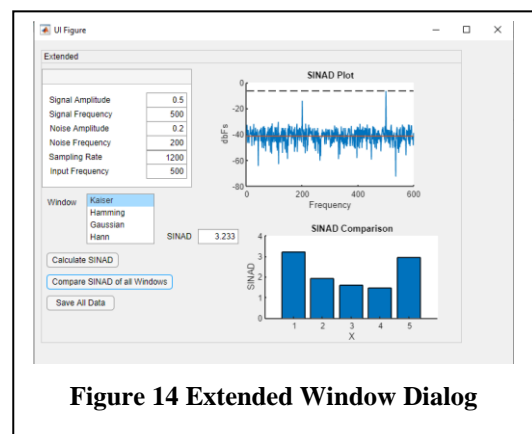 UI Figure
Extended
Signal Amplitude 0.5
Signal Frequency 500
Noise Amplitude 0.2
Noise Frequency 200
Sampling Rate 1200
Input Frequency 500
Window
Kaiser
Hamming
Gaussian
Hann
SINAD 3.233
Calculate SINAD
Compare SINAD of all Windows
Save All Data
SINAD Plot
0
-20
-40
-60
-80
dbFs
0 200 400 600
Frequency
SINAD Comparison
4
3
2
1
0
SINAD
1 2 3 4 5
X
Figure 14 Extended Window Dialog